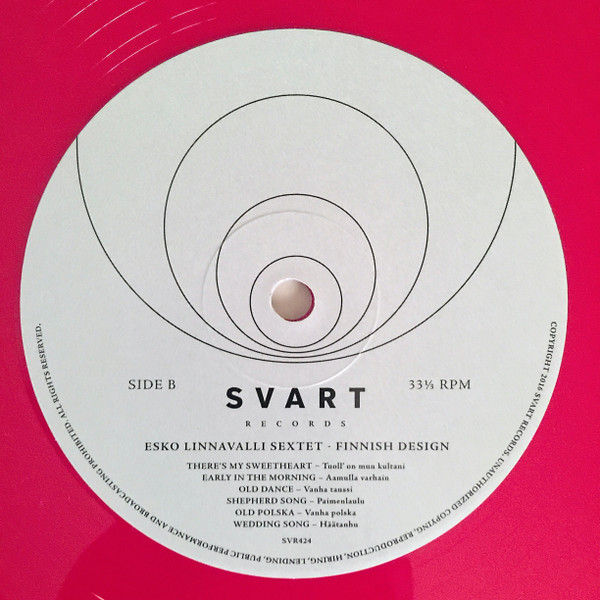 SIDE B
SVART
33⅓ RPM
RECORDS
ESKO LINNAVALLI SEXTET · FINNISH DESIGN
THERE'S MY SWEETHEART – Tuoll' on mun kultani
EARLY IN THE MORNING – Aamulla varhain
OLD DANCE – Vanha tanssi
SHEPHERD SONG – Paimenlaulu
OLD POLSKA – Vanha polska
WEDDING SONG – Häätanhu
SVR424
COPYRIGHT 2016 SVART RECORDS. UNAUTHORIZED COPYING, REPRODUCTION, HIRING, LENDING, PUBLIC PERFORMANCE AND BROADCASTING PROHIBITED. ALL RIGHTS RESERVED.